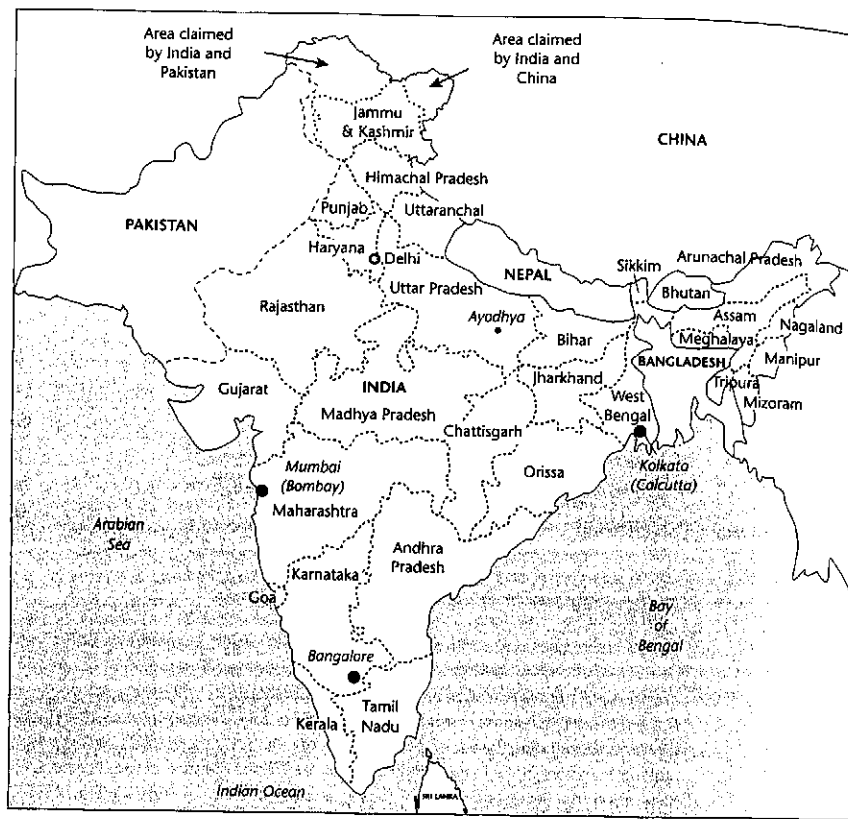 Area claimed
by India and
Pakistan
Area claimed
by India and
China
Jammu
& Kashmir
CHINA
Himachal Pradesh
Punjab
Uttaranchal
PAKISTAN
Haryana
Delhi
NEPAL
Sikkim
Arunachal Pradesh
Bhutan
Uttar Pradesh
Rajasthan
Ayodhya
Assam
Nagaland
Bihar
Meghalaya
BANGLADESH
Manipur
Gujarat
INDIA
Jharkhand
Tripura
Mizoram
Madhya Pradesh
West
Bengal
Chattisgarh
Mumbai
(Bombay)
Orissa
Kolkata
(Calcutta)
Maharashtra
Arabian
Sea
Andhra
Pradesh
Karnataka
Goa
Bay
of
Bengal
Bangalore
Tamil
Nadu
Kerala
Indian Ocean
SRI LANKA